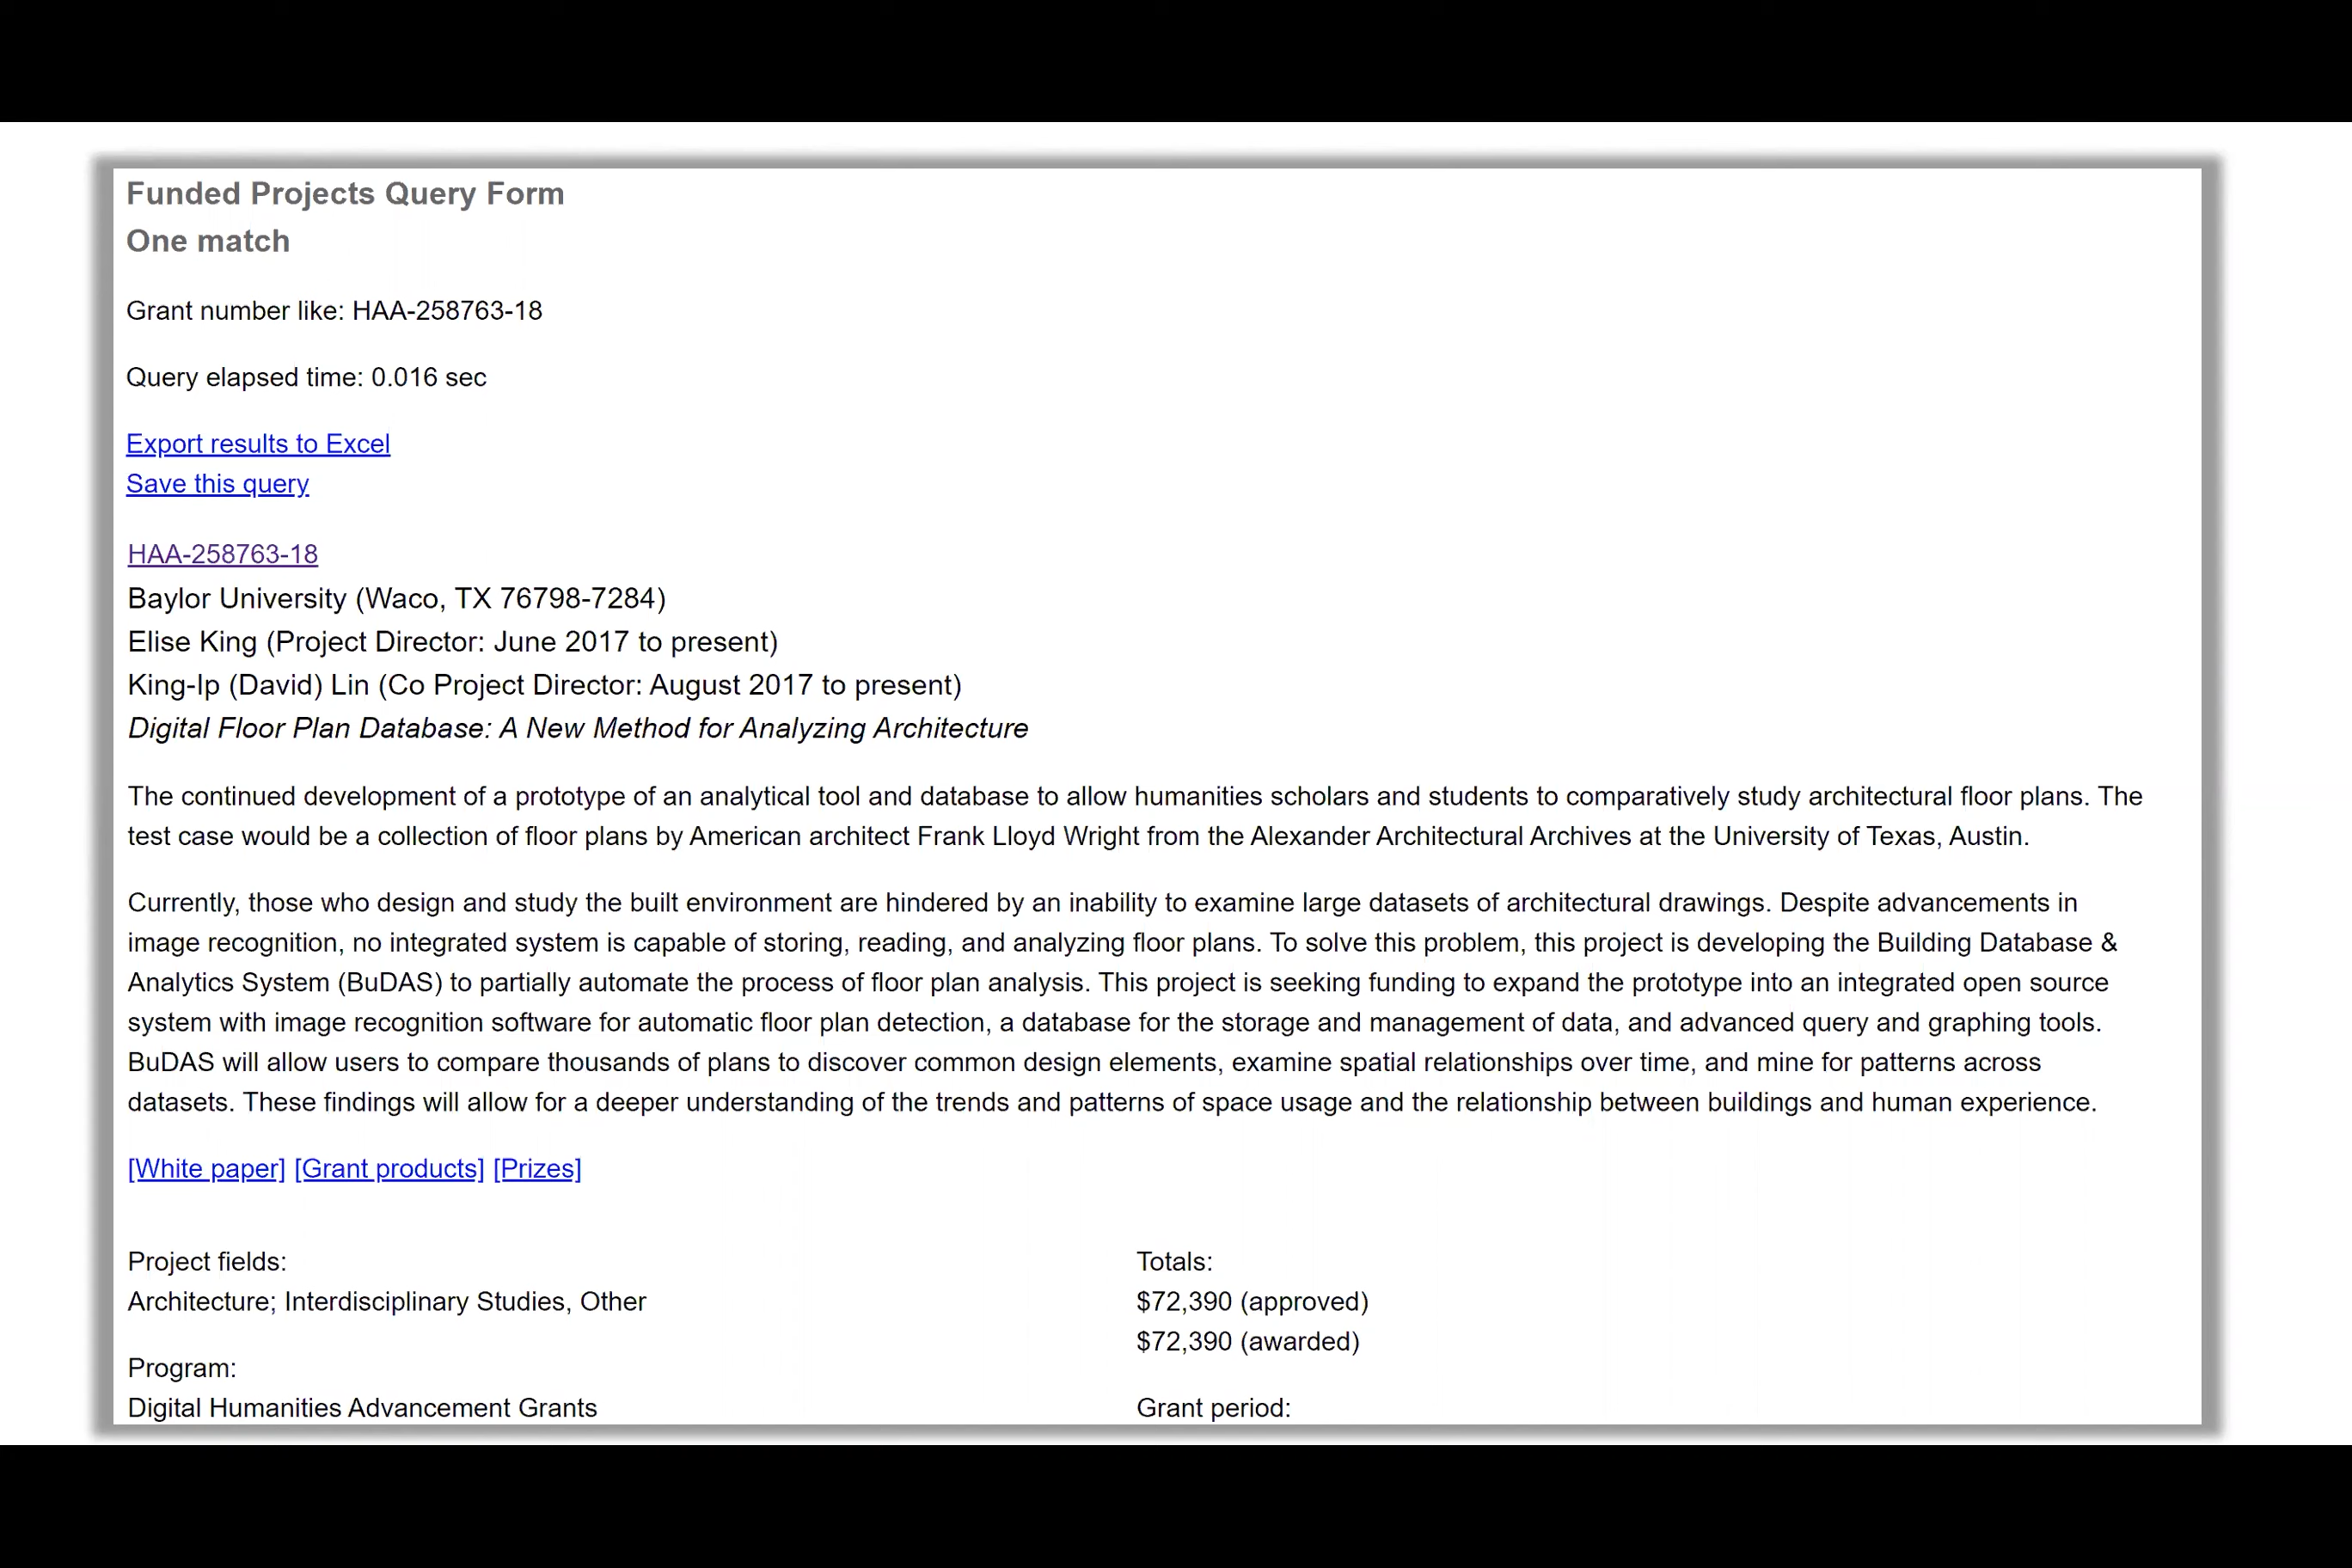 Funded Projects Query Form
One match
Grant number like: HAA-258763-18
Query elapsed time: 0.016 sec
Export results to Excel
Save this query
HAA-258763-18
Baylor University (Waco, TX 76798-7284)
Elise King (Project Director: June 2017 to present)
King-Ip (David) Lin (Co Project Director: August 2017 to present)
Digital Floor Plan Database: A New Method for Analyzing Architecture
The continued development of a prototype of an analytical tool and database to allow humanities scholars and students to comparatively study architectural floor plans. The
test case would be a collection of floor plans by American architect Frank Lloyd Wright from the Alexander Architectural Archives at the University of Texas, Austin.
Currently, those who design and study the built environment are hindered by an inability to examine large datasets of architectural drawings. Despite advancements in
image recognition, no integrated system is capable of storing, reading, and analyzing floor plans. To solve this problem, this project is developing the Building Database &
Analytics System (BuDAS) to partially automate the process of floor plan analysis. This project is seeking funding to expand the prototype into an integrated open source
system with image recognition software for automatic floor plan detection, a database for the storage and management of data, and advanced query and graphing tools.
BuDAS will allow users to compare thousands of plans to discover common design elements, examine spatial relationships over time, and mine for patterns across
datasets. These findings will allow for a deeper understanding of the trends and patterns of space usage and the relationship between buildings and human experience.
[White paper] [Grant products] [Prizes]
Project fields:
Architecture; Interdisciplinary Studies, Other
Program:
Digital Humanities Advancement Grants
Totals:
$72,390 (approved)
$72,390 (awarded)
Grant period: